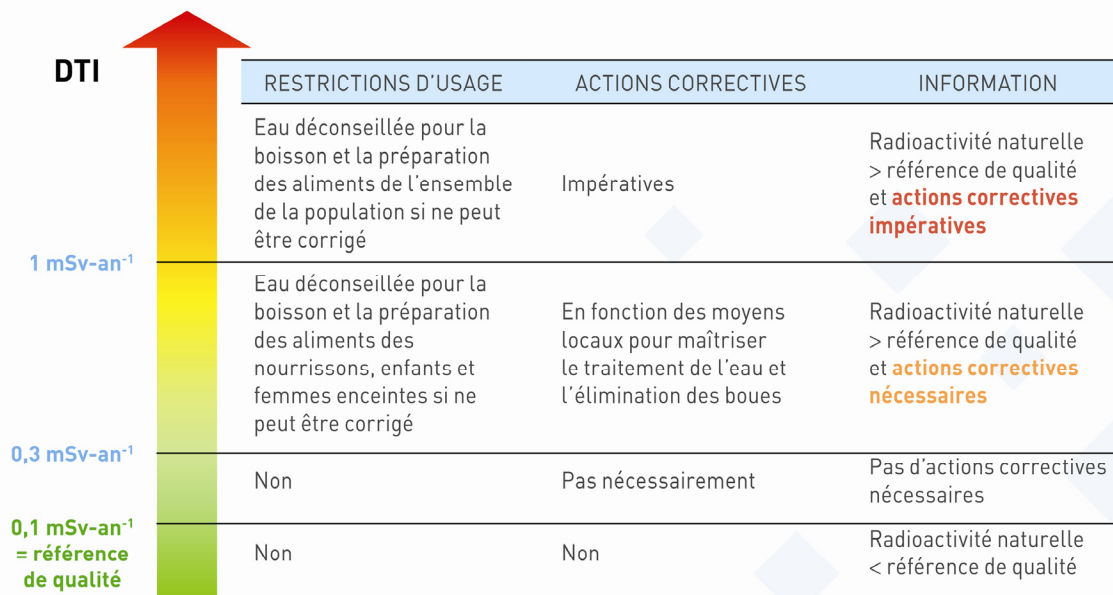 DTI
RESTRICTIONS D'USAGE
ACTIONS CORRECTIVES
INFORMATION
Eau déconseillée pour la
boisson et la préparation
des aliments de l'ensemble
de la population si ne peut
être corrigé
Impératives
Radioactivité naturelle
> référence de qualité
et actions correctives
impératives
1 mSv-an⁻¹
Eau déconseillée pour la
boisson et la préparation
des aliments des
nourrissons, enfants et
femmes enceintes si ne
peut être corrigé
En fonction des moyens
locaux pour maîtriser
le traitement de l'eau et
l'élimination des boues
Radioactivité naturelle
> référence de qualité
et actions correctives
nécessaires
0,3 mSv-an⁻¹
Non
Pas nécessairement
Pas d'actions correctives
nécessaires
0,1 mSv-an⁻¹
= référence
de qualité
Non
Non
Radioactivité naturelle
< référence de qualité